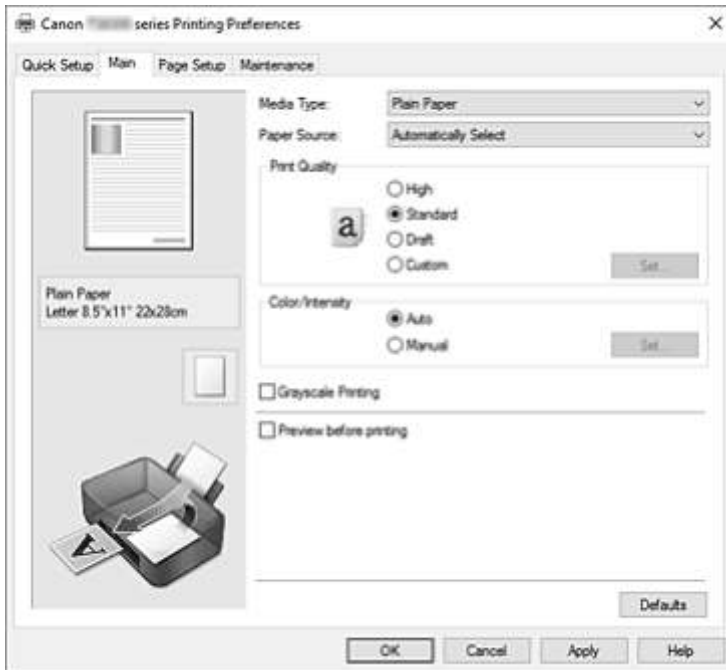 Canon series Printing Preferences
Quick Setup Main Page Setup Maintenance
Media Type: Plain Paper
Paper Source: Automatically Select
Print Quality
High
a
Standard
Draft
Custom
Set...
Plain Paper
Letter 8.5"x11" 22x28cm
Color/Intensity
Auto
Manual
Set...
Grayscale Printing
Preview before printing
A
Defaults
OK Cancel Apply Help